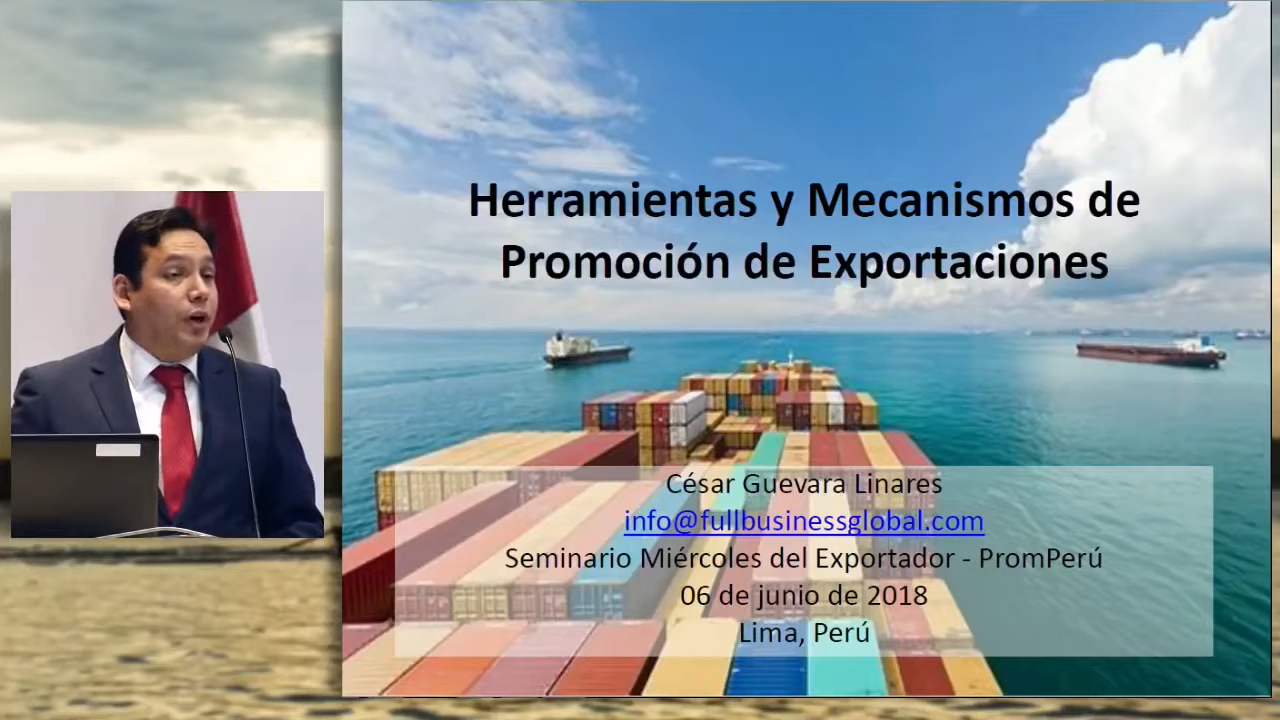 Herramientas y Mecanismos de
Promoción de Exportaciones
César Guevara Linares
info@fullbusinessglobal.com
Seminario Miércoles del Exportador - PromPerú
06 de junio de 2018
Lima, Perú